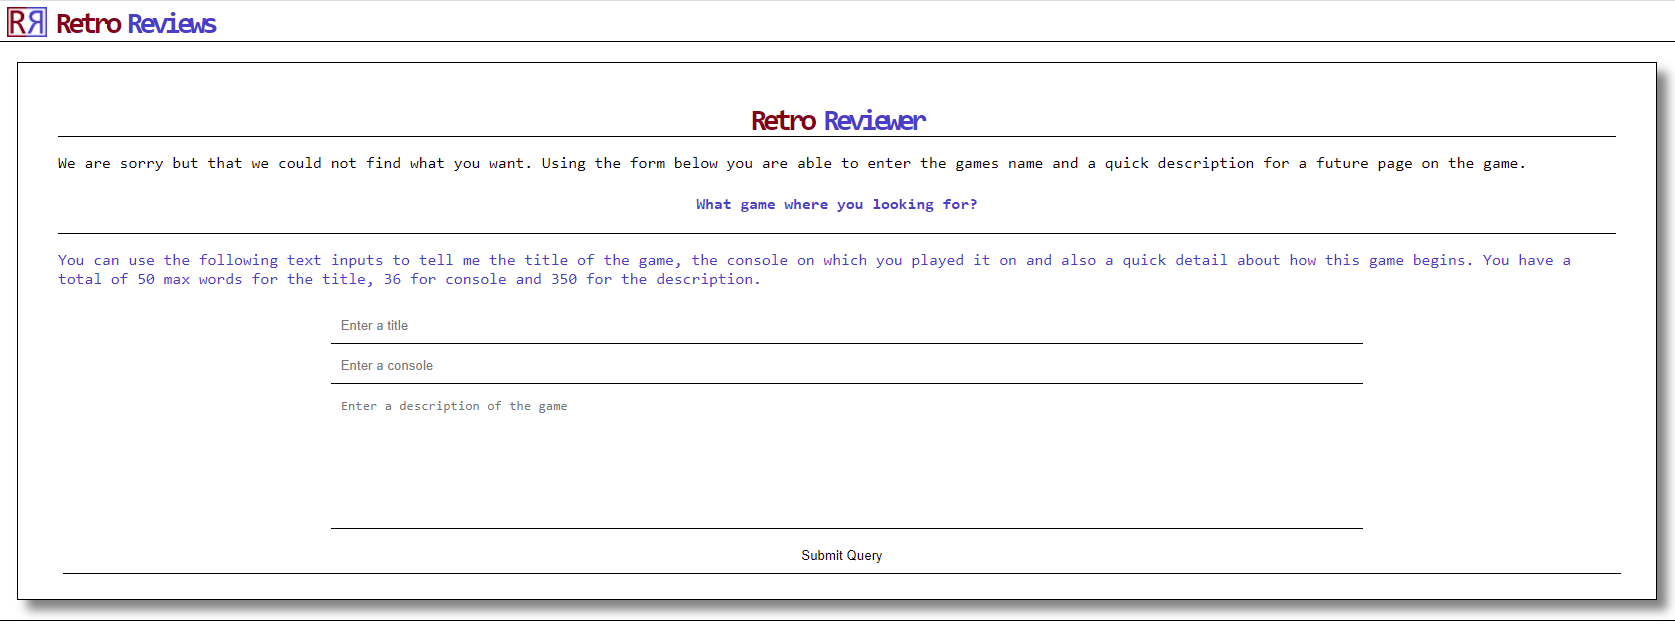 RR Retro Reviews
Retro Reviewer
We are sorry but that we could not find what you want. Using the form below you are able to enter the games name and a quick description for a future page on the game.
What game where you looking for?
You can use the following text inputs to tell me the title of the game, the console on which you played it on and also a quick detail about how this game begins. You have a
total of 50 max words for the title, 36 for console and 350 for the description.
Enter a title
Enter a console
Enter a description of the game
Submit Query